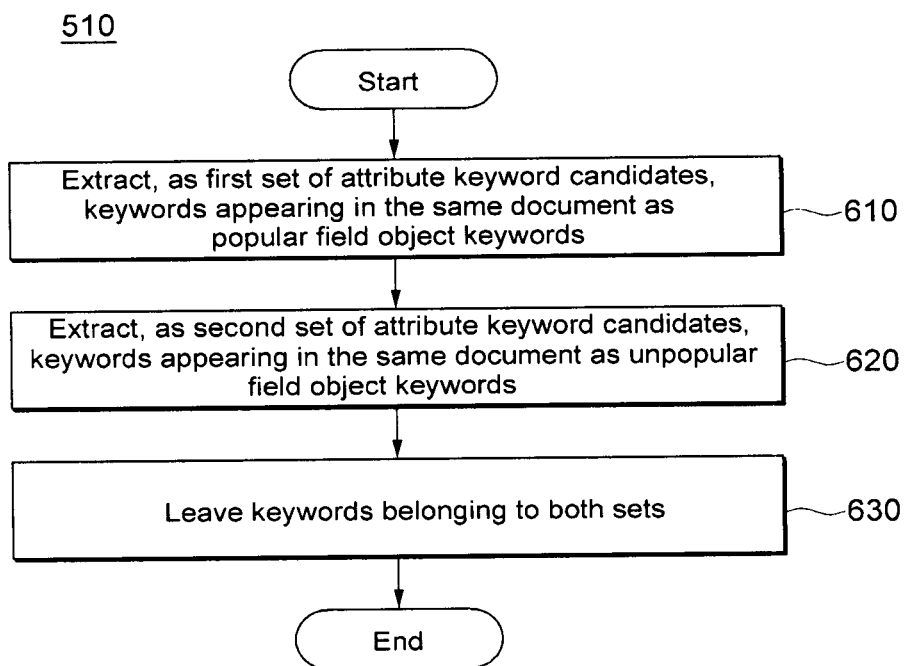 510
Start
Extract, as first set of attribute keyword candidates,
keywords appearing in the same document as
popular field object keywords
610
Extract, as second set of attribute keyword candidates,
keywords appearing in the same document as unpopular
field object keywords
620
Leave keywords belonging to both sets
630
End